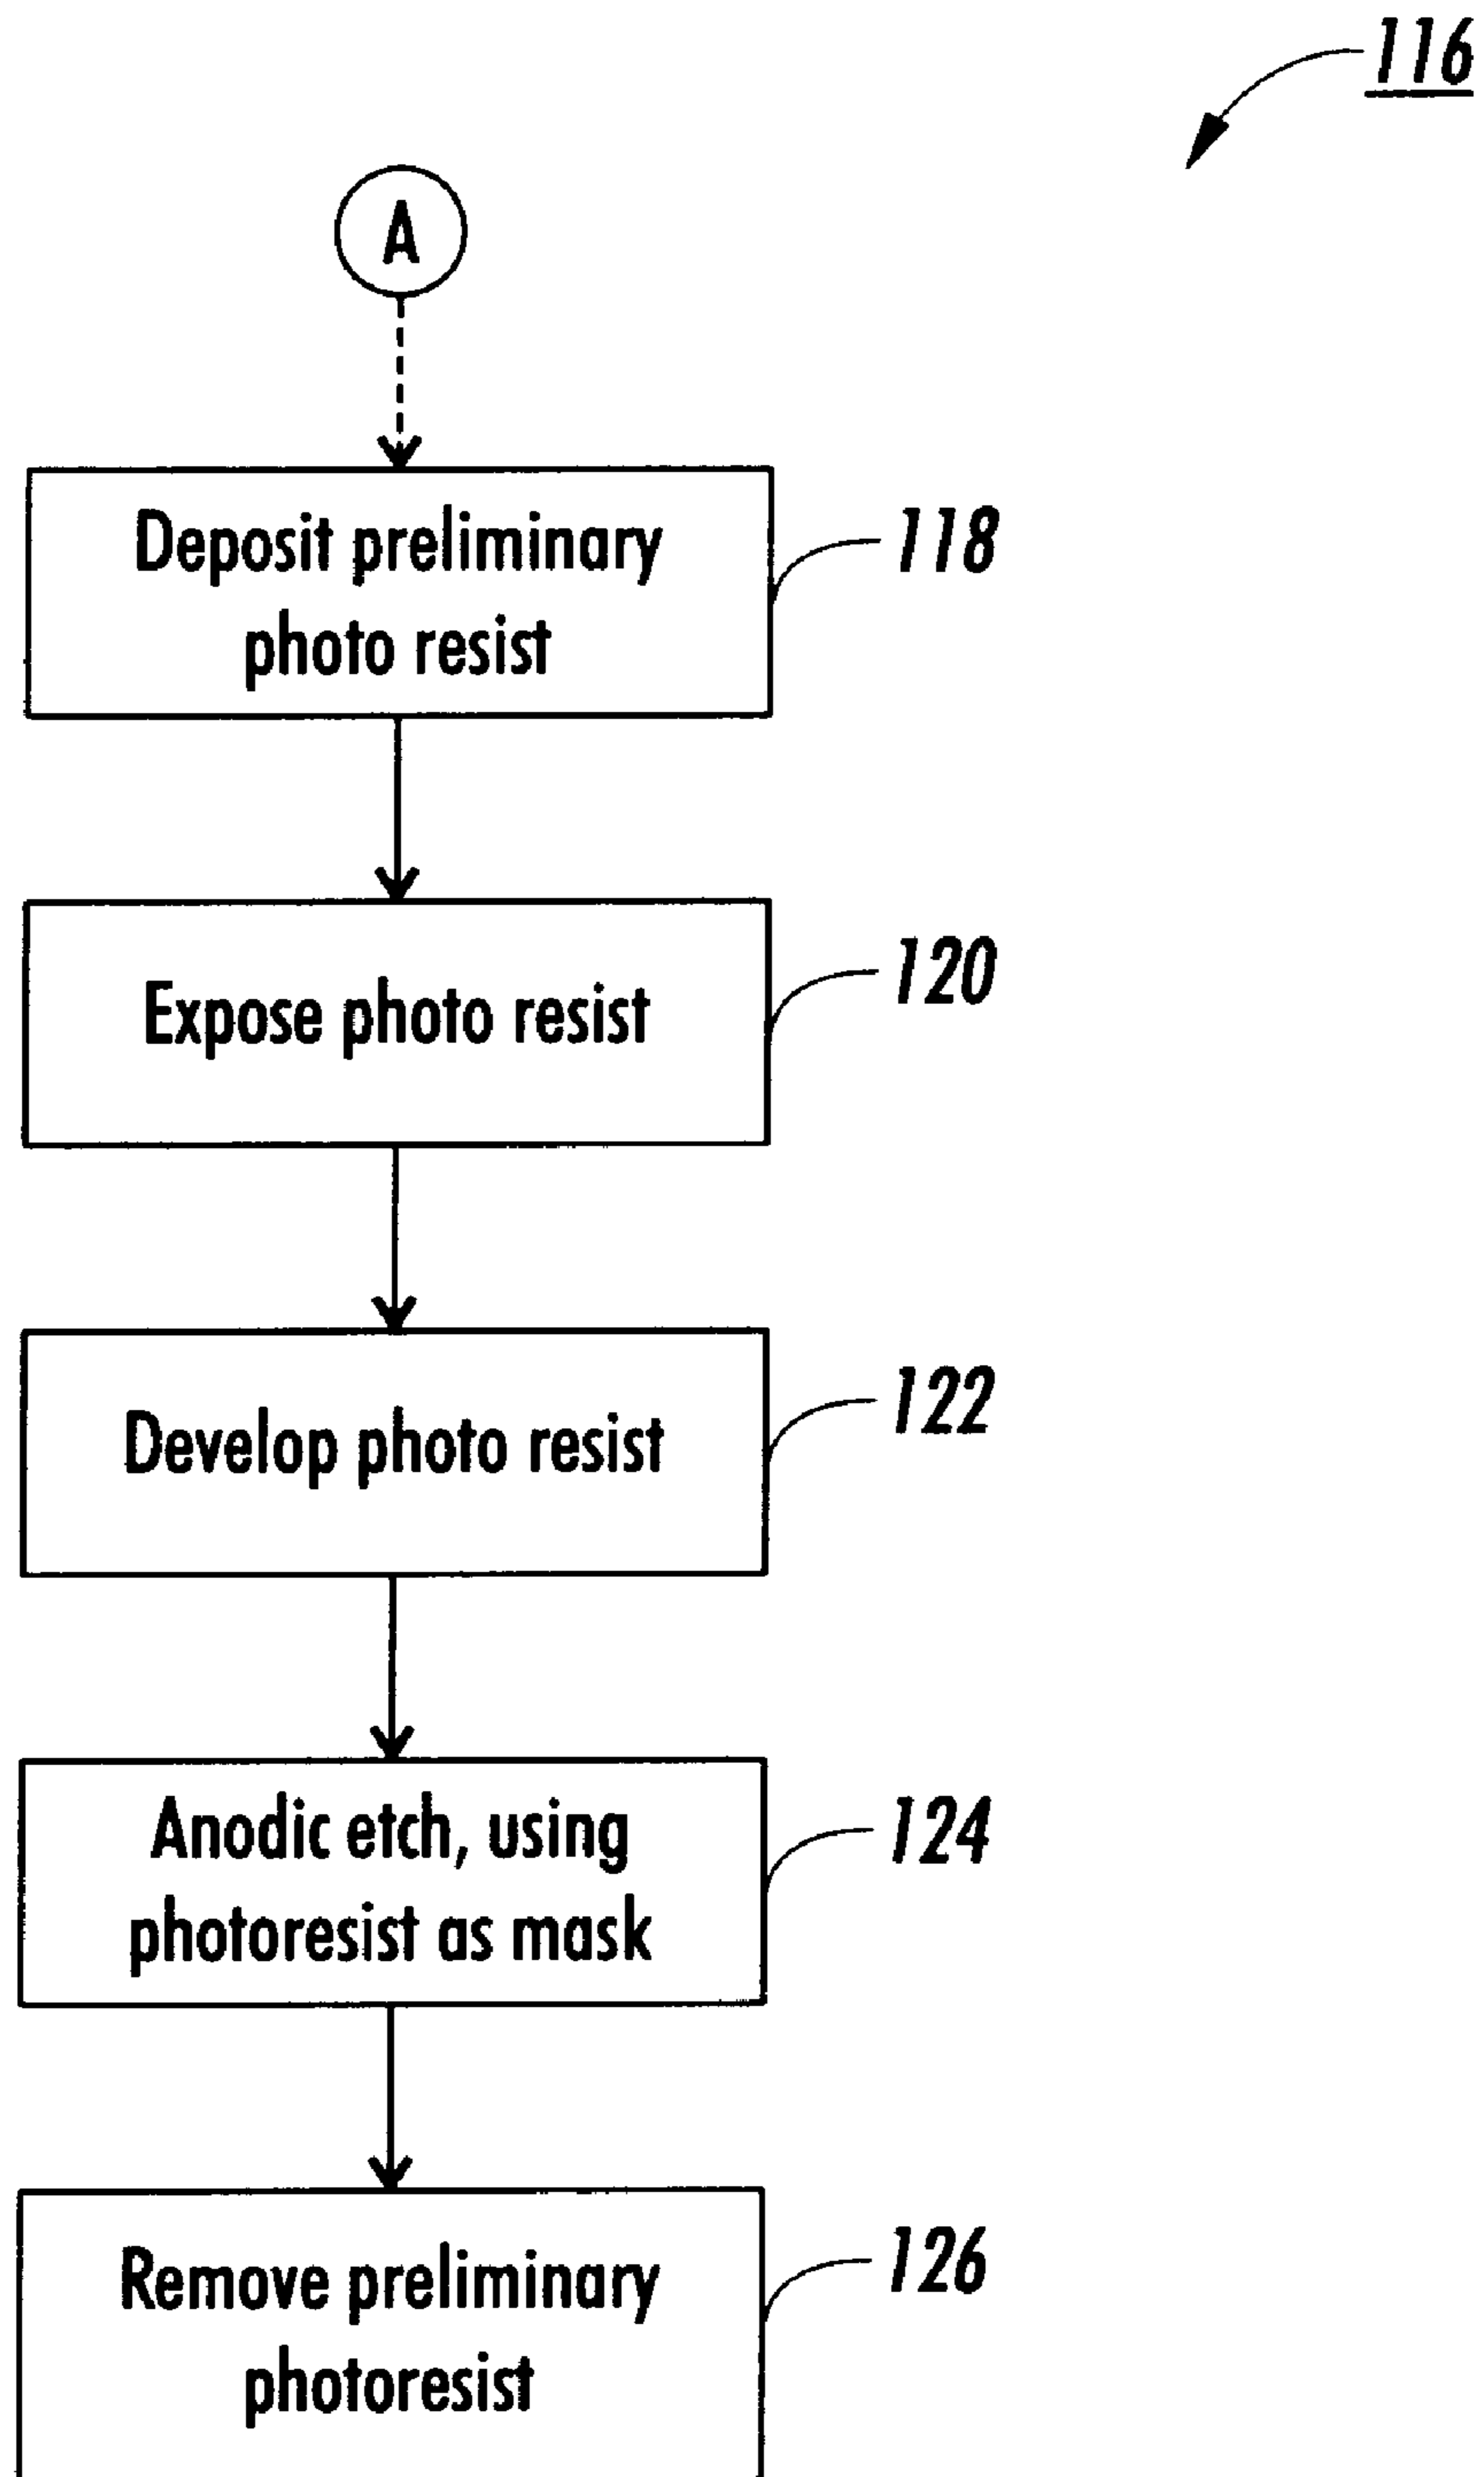 116
A
Deposit preliminary
photo resist
118
Expose photo resist
120
Develop photo resist
122
Anodic etch, using
photoresist as mask
124
Remove preliminary
photoresist
126